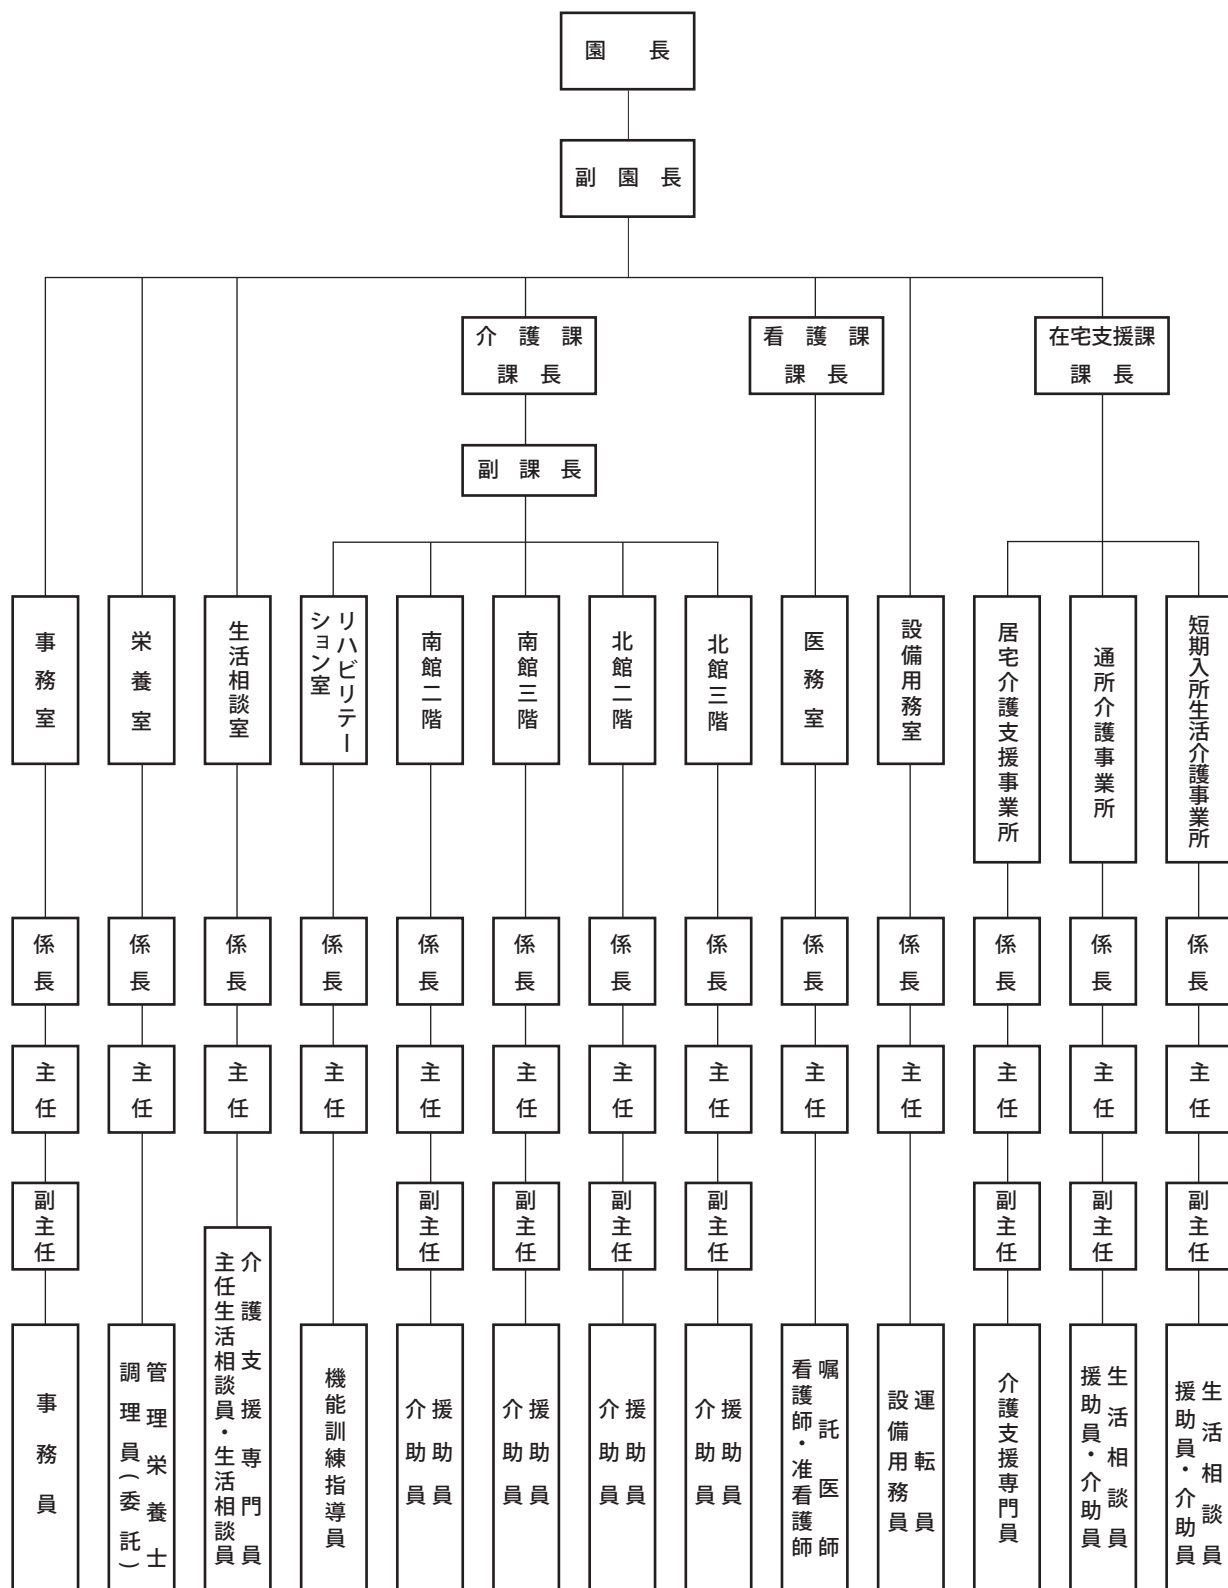 園長
副園長
介護課
課長
看護課
課長
在宅支援課
課長
副課長
事務室
栄養室
生活相談室
リハビリテー
ション室
南館二階
南館三階
北館二階
北館三階
医務室
設備用務室
居宅介護支援事業所
通所介護事業所
短期入所生活介護事業所
係長
係長
係長
係長
係長
係長
係長
係長
係長
係長
係長
係長
係長
主任
主任
主任
主任
主任
主任
主任
主任
主任
主任
主任
主任
主任
副主任
副主任
副主任
副主任
副主任
副主任
副主任
副主任
事務員
管理栄養士
調理員(委託)
介護支援専門員
主任生活相談員・生活相談員
機能訓練指導員
援助員
介助員
援助員
介助員
援助員
介助員
援助員
介助員
嘱託医師
看護師・准看護師
運転員
設備用務員
介護支援専門員
生活相談員
援助員・介助員
生活相談員
援助員・介助員